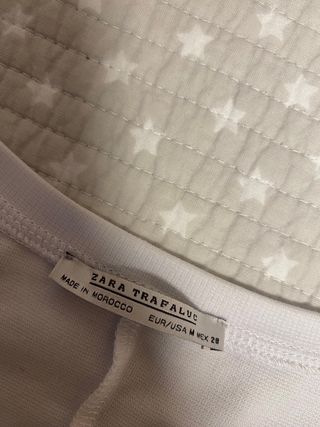 ZARA TRAFALUC
MADE IN MOROCCO EUR/USA M MEX 28